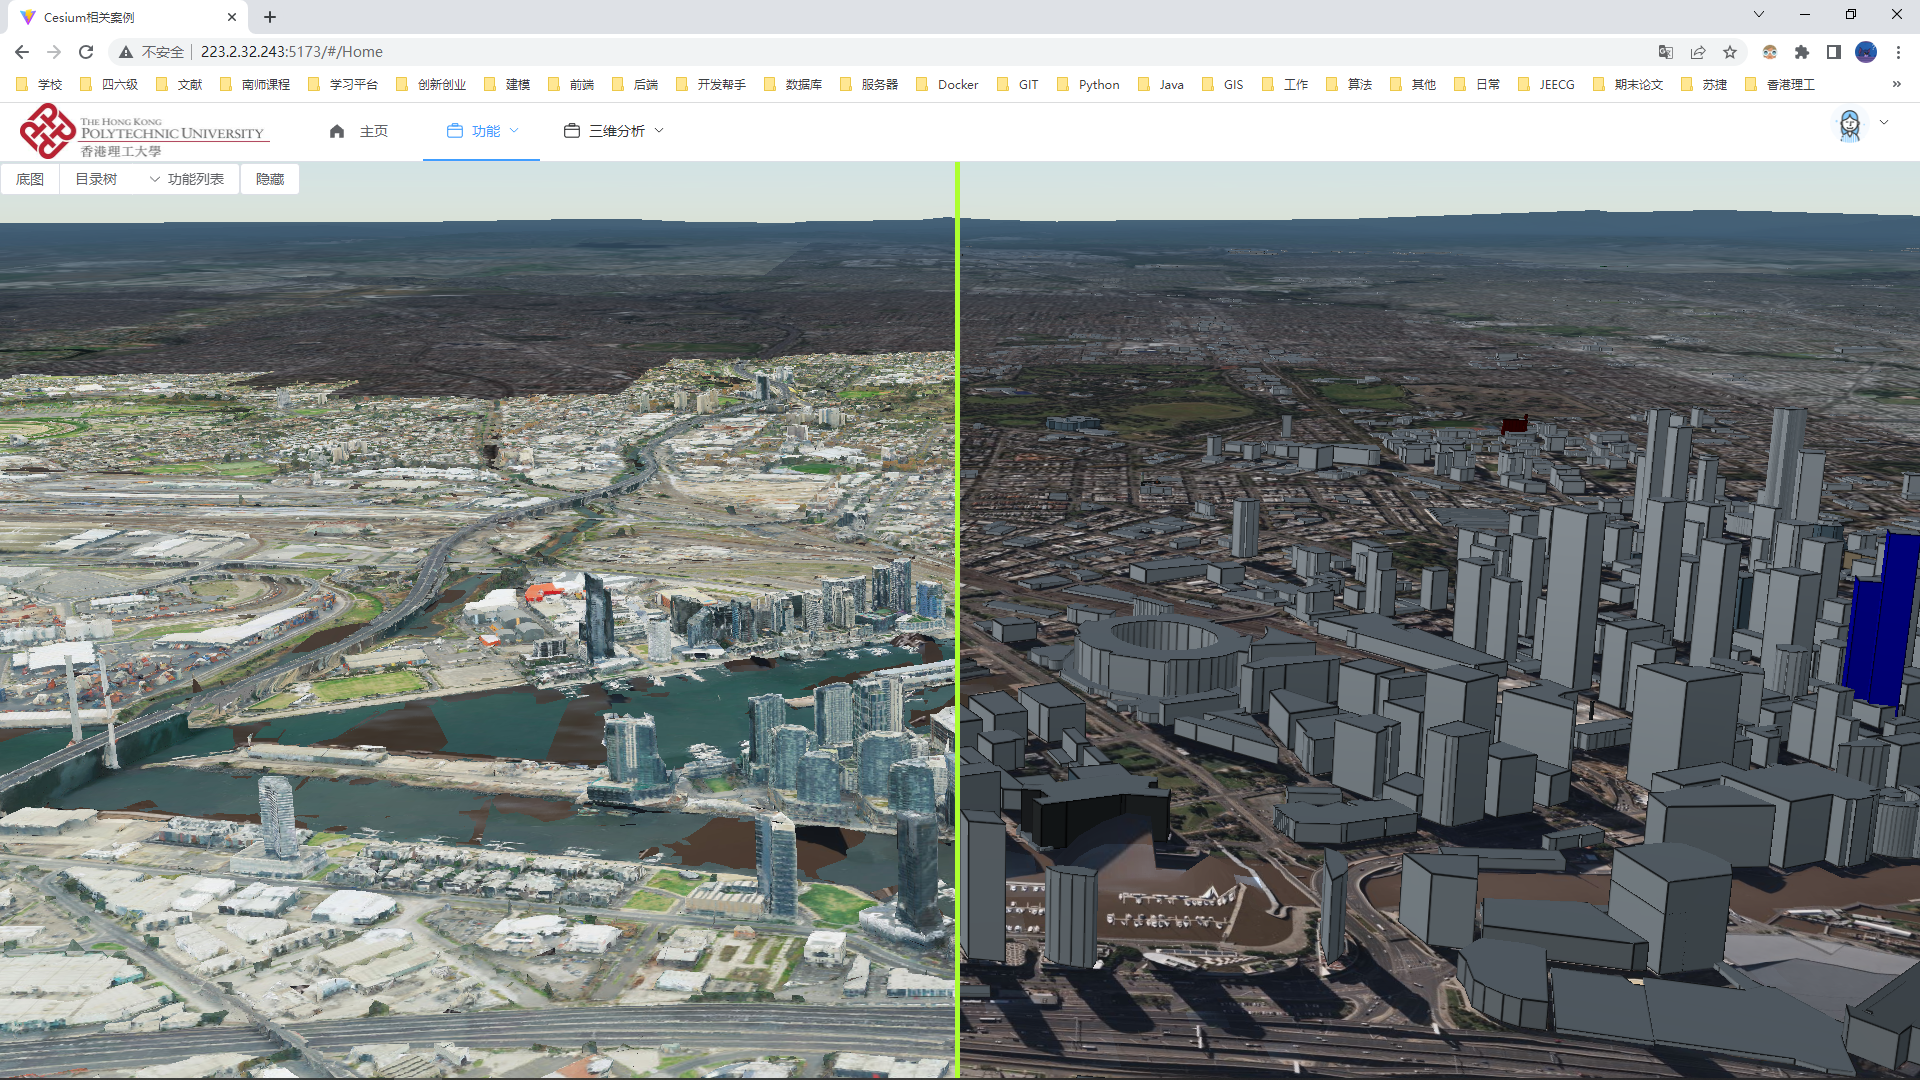 Cesium相关案例
不安全 223.2.32.243:5173/#/Home
学校 四六级 文献 南师课程 学习平台 创新创业 建模 前端 后端 开发帮手 数据库 服务器 Docker GIT Python Java GIS 工作 算法 其他 日常 JEECG 期末论文 苏捷 香港理工 »
THE HONG KONG
POLYTECHNIC UNIVERSITY
香港理工大學
主页 功能 三维分析
底图 目录树 功能列表 隐藏